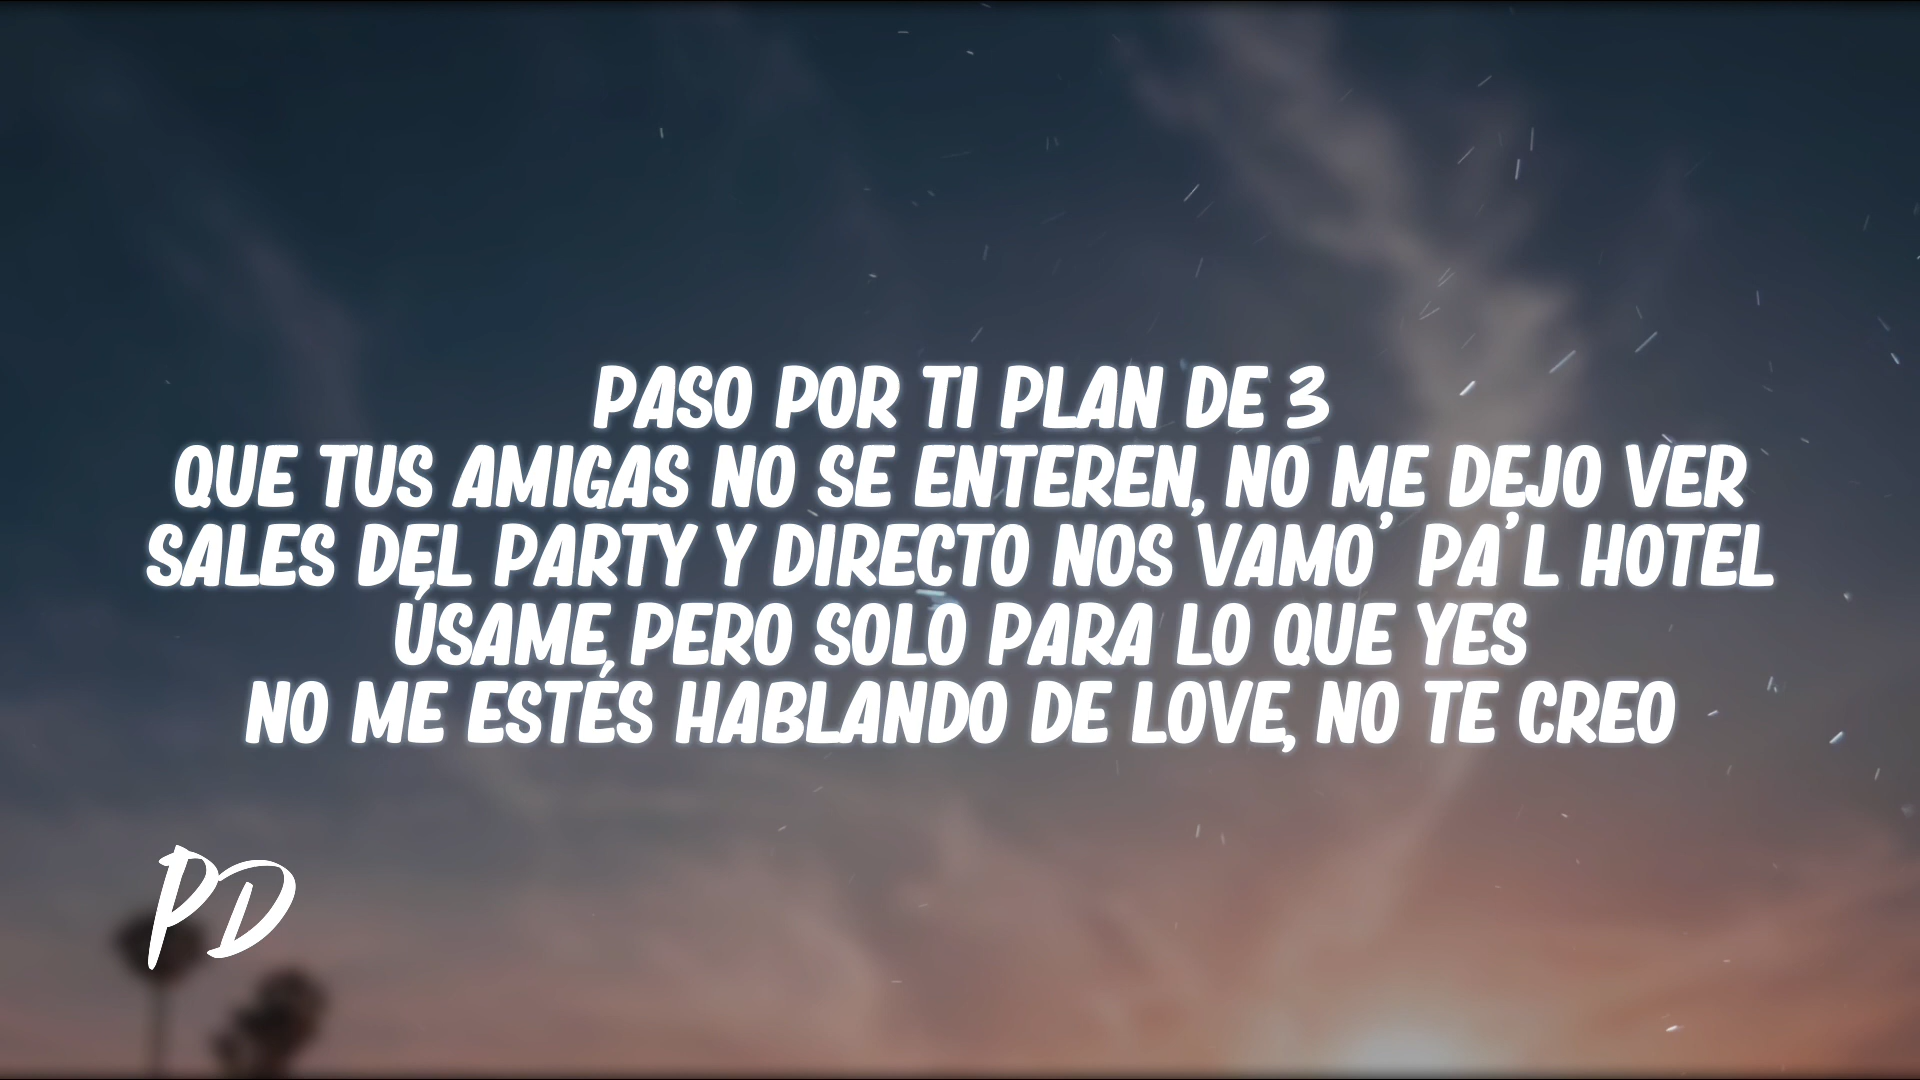 PASO POR TI PLAN DE 3
QUE TUS AMIGAS NO SE ENTEREN, NO ME DEJO VER
SALES DEL PARTY Y DIRECTO NOS VAMO' PA'L HOTEL
ÚSAME, PERO SOLO PARA LO QUE YES
NO ME ESTÉS HABLANDO DE LOVE, NO TE CREO
PD